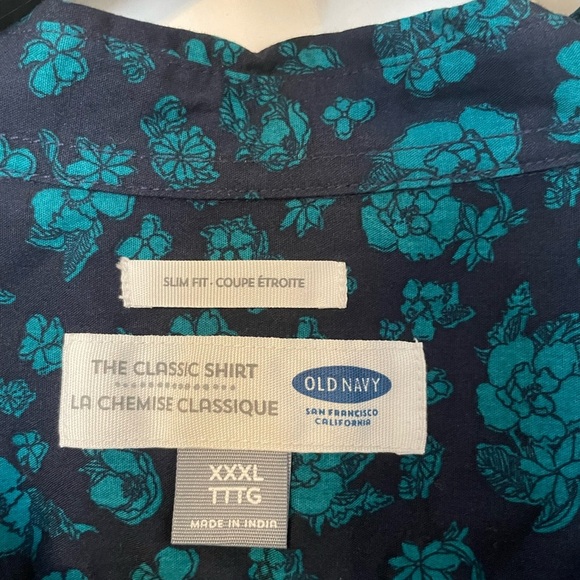 SLIM FIT · COUPE ÉTROITE
THE CLASSIC SHIRT
LA CHEMISE CLASSIQUE
OLD NAVY
SAN FRANCISCO
CALIFORNIA
XXXL
TTTG
MADE IN INDIA